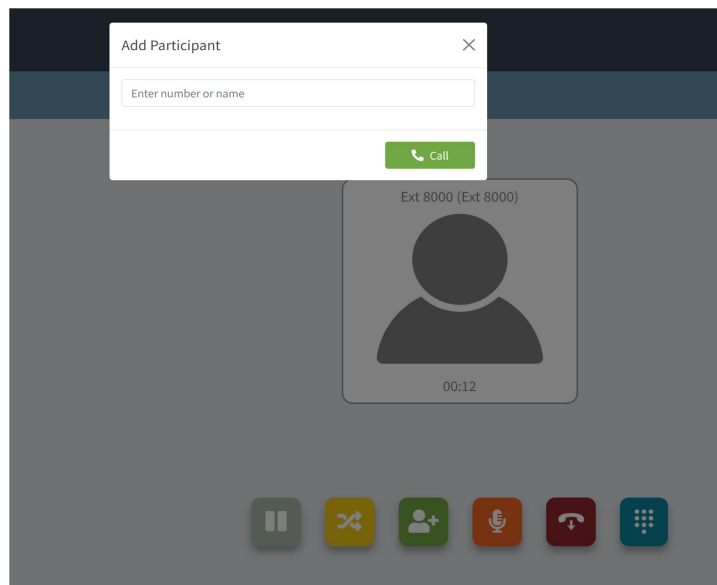 Add Participant
Enter number or name
Call
Ext 8000 (Ext 8000)
00:12